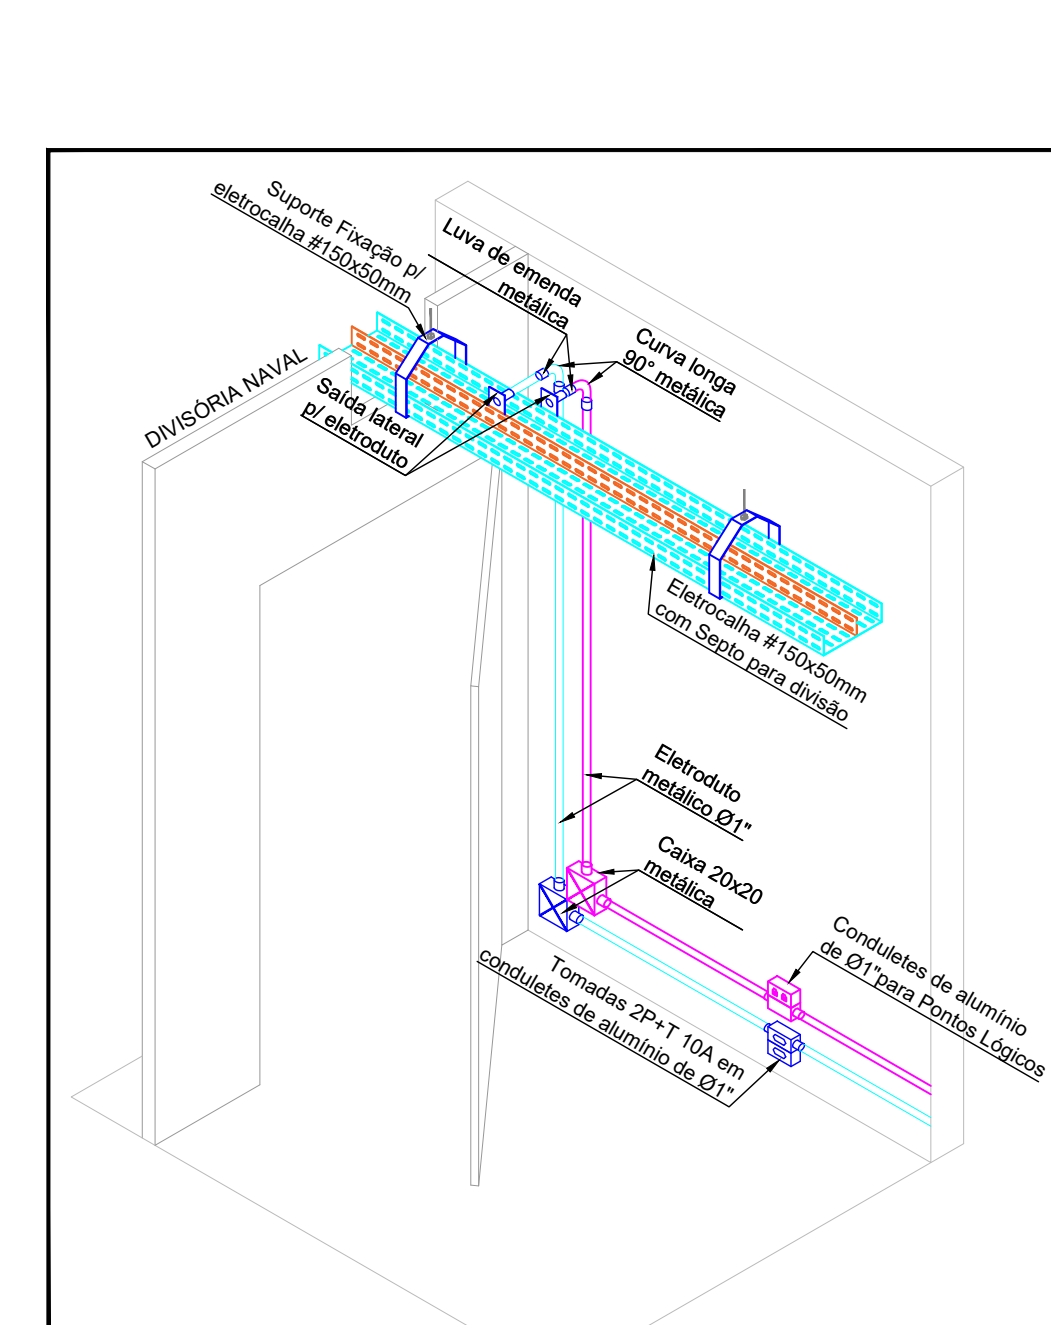 Suporte Fixação p/
eletrocalha #150x50mm
Luva de emenda
metálica
Curva longa
90° metálica
DIVISÓRIA NAVAL
Saída lateral
p/ eletroduto
Eletrocalha #150x50mm
com Septo para divisão
Eletroduto
metálico Ø1"
Caixa 20x20
metálica
Conduletes de alumínio
de Ø1"para Pontos Lógicos
Tomadas 2P+T 10A em
conduletes de alumínio de Ø1"